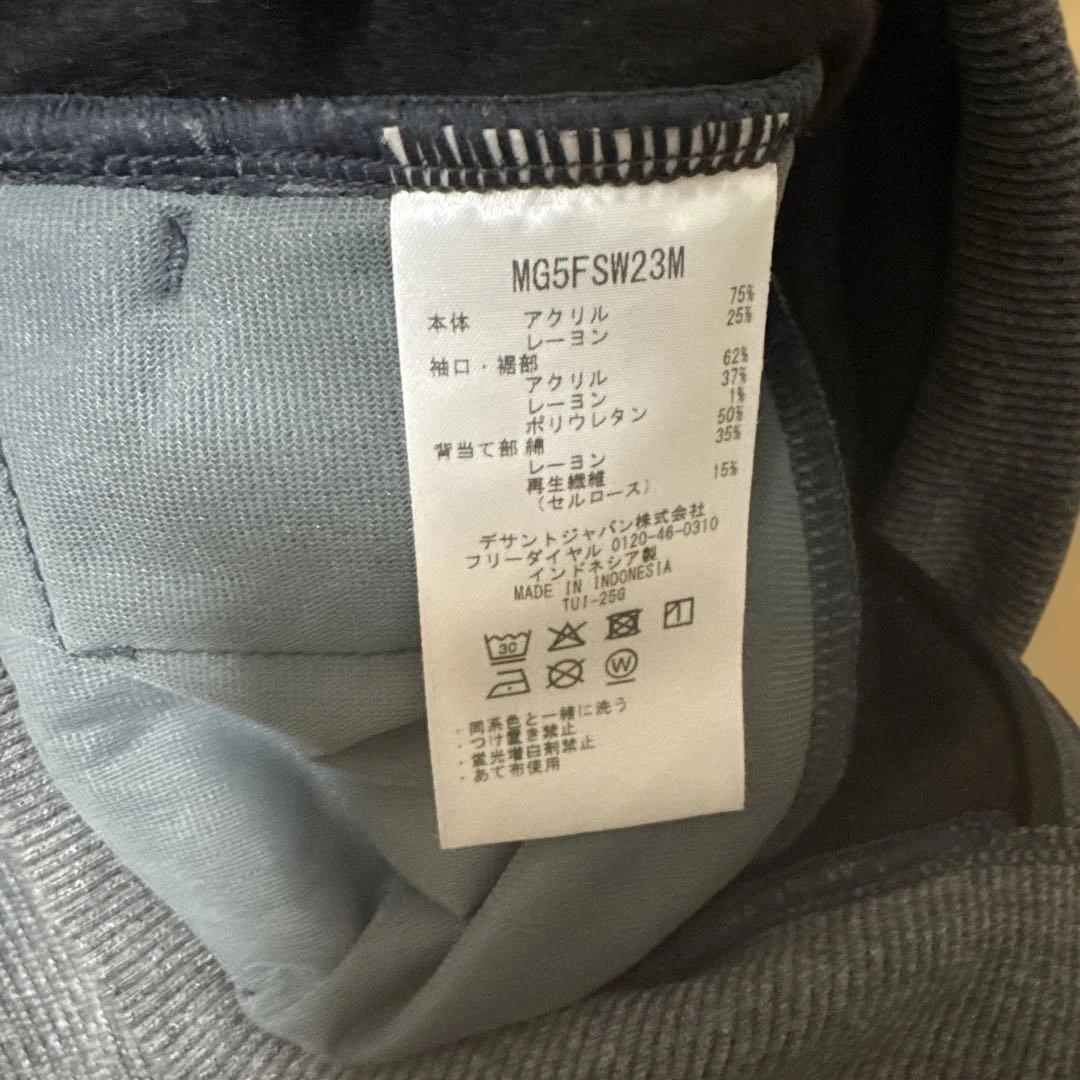 MG5FSW23M
本体 アクリル 75%
レーヨン 25%
袖口・裾部
アクリル 62%
レーヨン 37%
ポリウレタン 1%
背当て部 綿 50%
レーヨン 35%
再生繊維 15%
(セルロース)
デサントジャパン株式会社
フリーダイヤル 0120-46-0310
インドネシア製
MADE IN INDONESIA
TUI-25G
30
W
・同系色と一緒に洗う
・つけ置き禁止
・蛍光増白剤禁止
・あて布使用